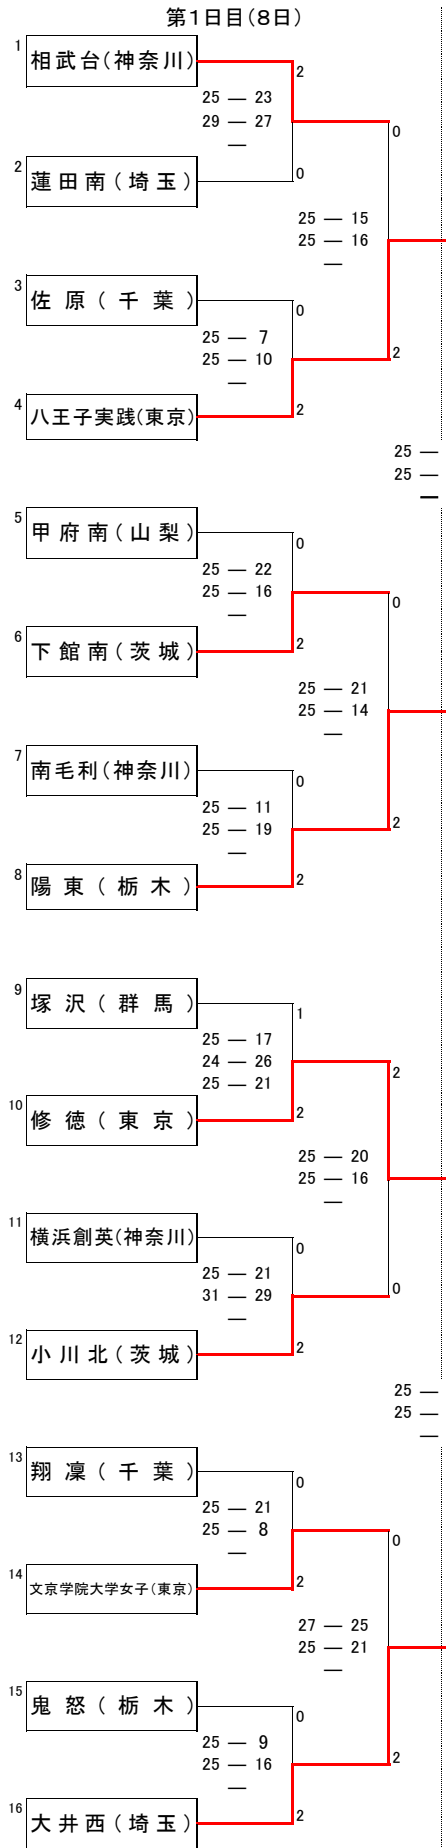 第1日目(8日)
1
相武台(神奈川)
2
25 — 23
29 — 27
—
0
2
蓮田南(埼玉)
0
25 — 15
25 — 16
—
3
佐原(千葉)
0
25 — 7
25 — 10
—
2
4
八王子実践(東京)
2
25 —
25 —
—
5
甲府南(山梨)
0
25 — 22
25 — 16
—
0
6
下館南(茨城)
2
25 — 21
25 — 14
—
7
南毛利(神奈川)
0
25 — 11
25 — 19
—
2
8
陽東(栃木)
2
9
塚沢(群馬)
1
25 — 17
24 — 26
25 — 21
2
10
修徳(東京)
2
25 — 20
25 — 16
—
11
横浜創英(神奈川)
0
25 — 21
31 — 29
—
0
12
小川北(茨城)
2
25 —
25 —
—
13
翔凜(千葉)
0
25 — 21
25 — 8
—
0
14
文京学院大学女子(東京)
2
27 — 25
25 — 21
—
15
鬼怒(栃木)
0
25 — 9
25 — 16
—
2
16
大井西(埼玉)
2